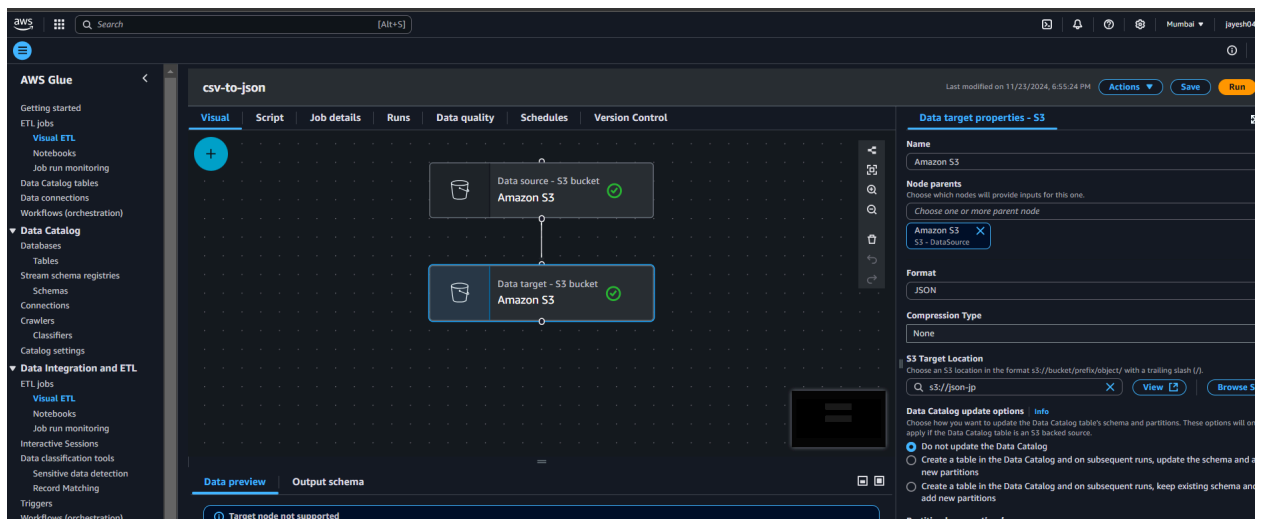 aws
Search
[Alt+S]
Mumbai
jayesh04
AWS Glue
Getting started
ETL jobs
Visual ETL
Notebooks
Job run monitoring
Data Catalog tables
Data connections
Workflows (orchestration)
Data Catalog
Databases
Tables
Stream schema registries
Schemas
Connections
Crawlers
Classifiers
Catalog settings
Data Integration and ETL
ETL jobs
Visual ETL
Notebooks
Job run monitoring
Interactive Sessions
Data classification tools
Sensitive data detection
Record Matching
Triggers
Workflows (orchestration)
csv-to-json
Last modified on 11/23/2024, 6:55:24 PM
Actions
Save
Run
Visual
Script
Job details
Runs
Data quality
Schedules
Version Control
Data source - S3 bucket
Amazon S3
Data target - S3 bucket
Amazon S3
Data preview
Output schema
Target node not supported
Data target properties - S3
Name
Amazon S3
Node parents
Choose which nodes will provide inputs for this one.
Choose one or more parent node
Amazon S3
S3 - DataSource
Format
JSON
Compression Type
None
S3 Target Location
Choose an S3 location in the format s3://bucket/prefix/object/ with a trailing slash (/).
s3://json-jp
View
Browse S
Data Catalog update options Info
Choose how you want to update the Data Catalog table's schema and partitions. These options will on
apply if the Data Catalog table is an S3 backed source.
Do not update the Data Catalog
Create a table in the Data Catalog and on subsequent runs, update the schema and a
new partitions
Create a table in the Data Catalog and on subsequent runs, keep existing schema and
add new partitions